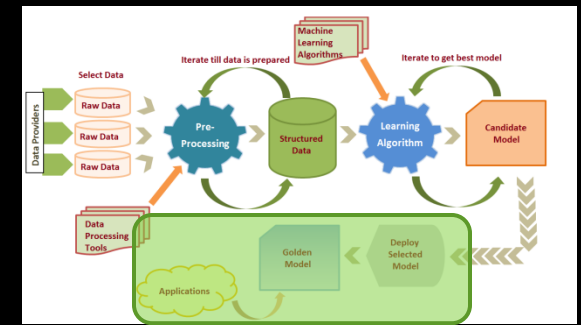 Machine
Learning
Algorithms
Iterate till data is prepared
Iterate to get best model
Select Data
Data Providers
Raw Data
Raw Data
Raw Data
Pre-
Processing
Structured
Data
Learning
Algorithm
Candidate
Model
Data
Processing
Tools
Golden
Model
Deploy
Selected
Model
Applications